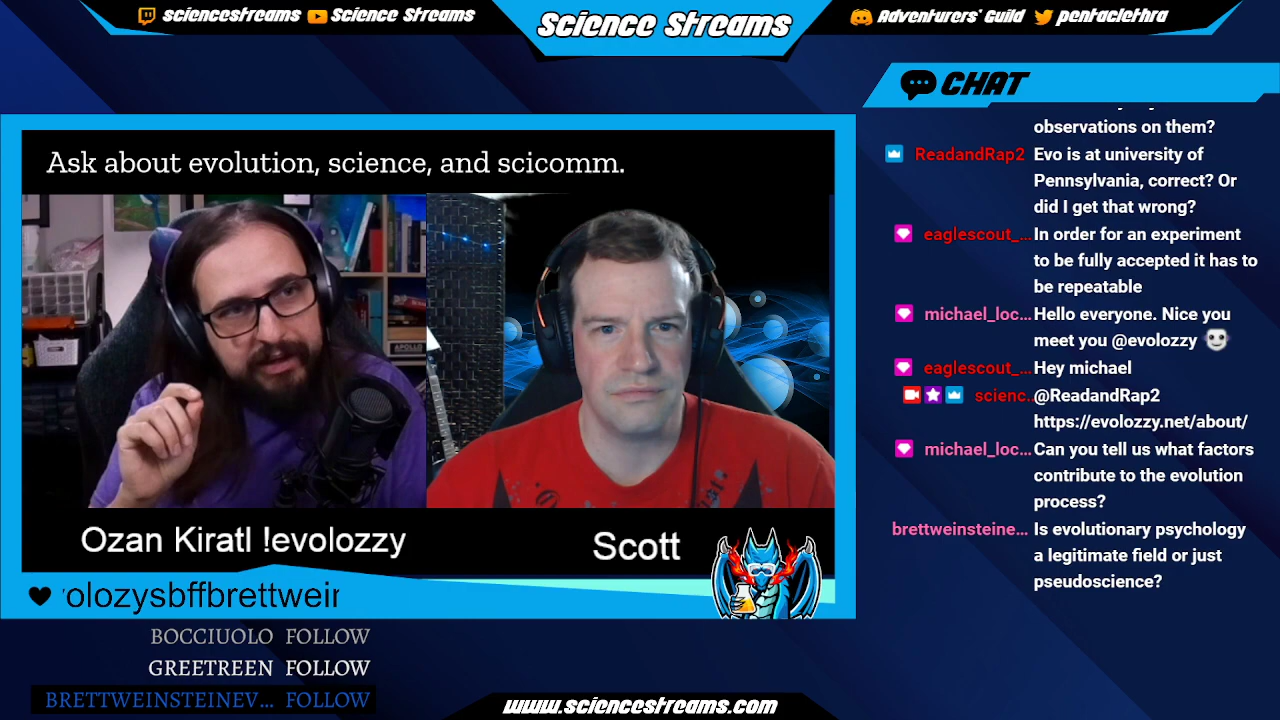 sciencestreams
Science Streams
Science Streams
Adventurers' Guild
pentaclethra
CHAT
Ask about evolution, science, and scicomm.
observations on them?
ReadandRap2 Evo is at university of
Pennsylvania, correct? Or
did I get that wrong?
eaglescout_... In order for an experiment
to be fully accepted it has to
be repeatable
michael_loc... Hello everyone. Nice you
meet you @evolozzy
eaglescout_... Hey michael
scienc... @ReadandRap2
https://evolozzy.net/about/
michael_loc... Can you tell us what factors
contribute to the evolution
process?
brettweinsteine... Is evolutionary psychology
a legitimate field or just
pseudoscience?
APOLLO
Ozan Kiratl !evolozzy
Scott
olozysbffbrettwein
BOCCIUOLO FOLLOW
GREETREEN FOLLOW
BRETTWEINSTEINEV... FOLLOW
www.sciencestreams.com